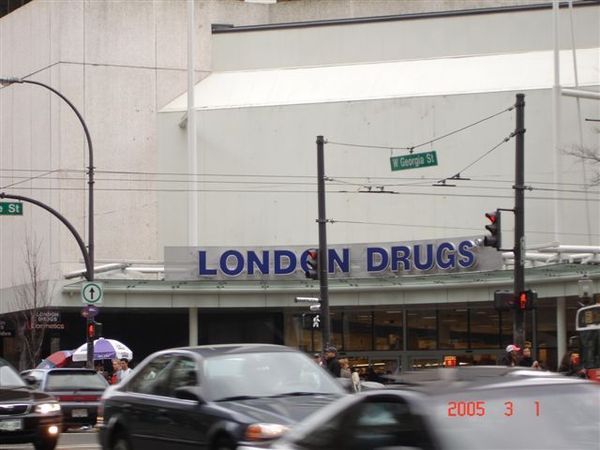 W Georgia St
e St
LONDON DRUGS
LONDON
DRUGS
2005 3 1